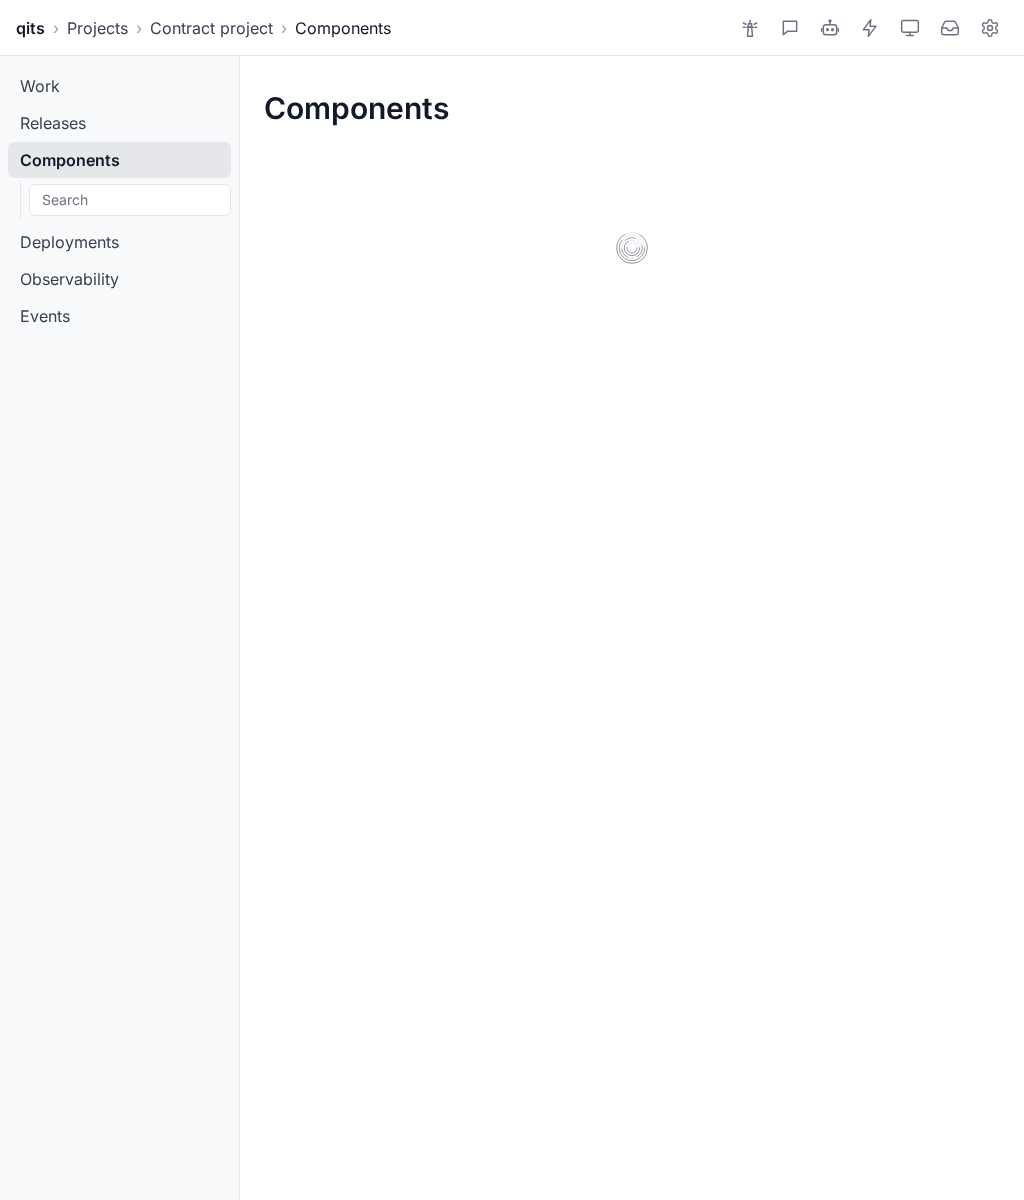 qits › Projects › Contract project › Components
Work
Releases
Components
Search
Deployments
Observability
Events
Components